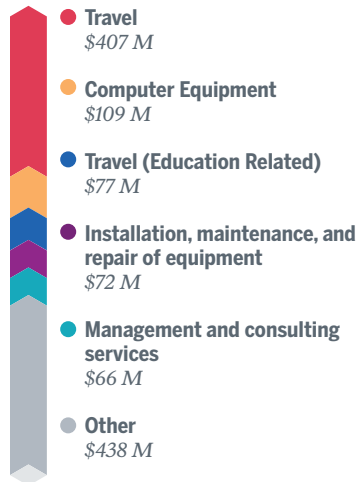 Travel
$407 M
Computer Equipment
$109 M
Travel (Education Related)
$77 M
Installation, maintenance, and
repair of equipment
$72 M
Management and consulting
services
$66 M
Other
$438 M